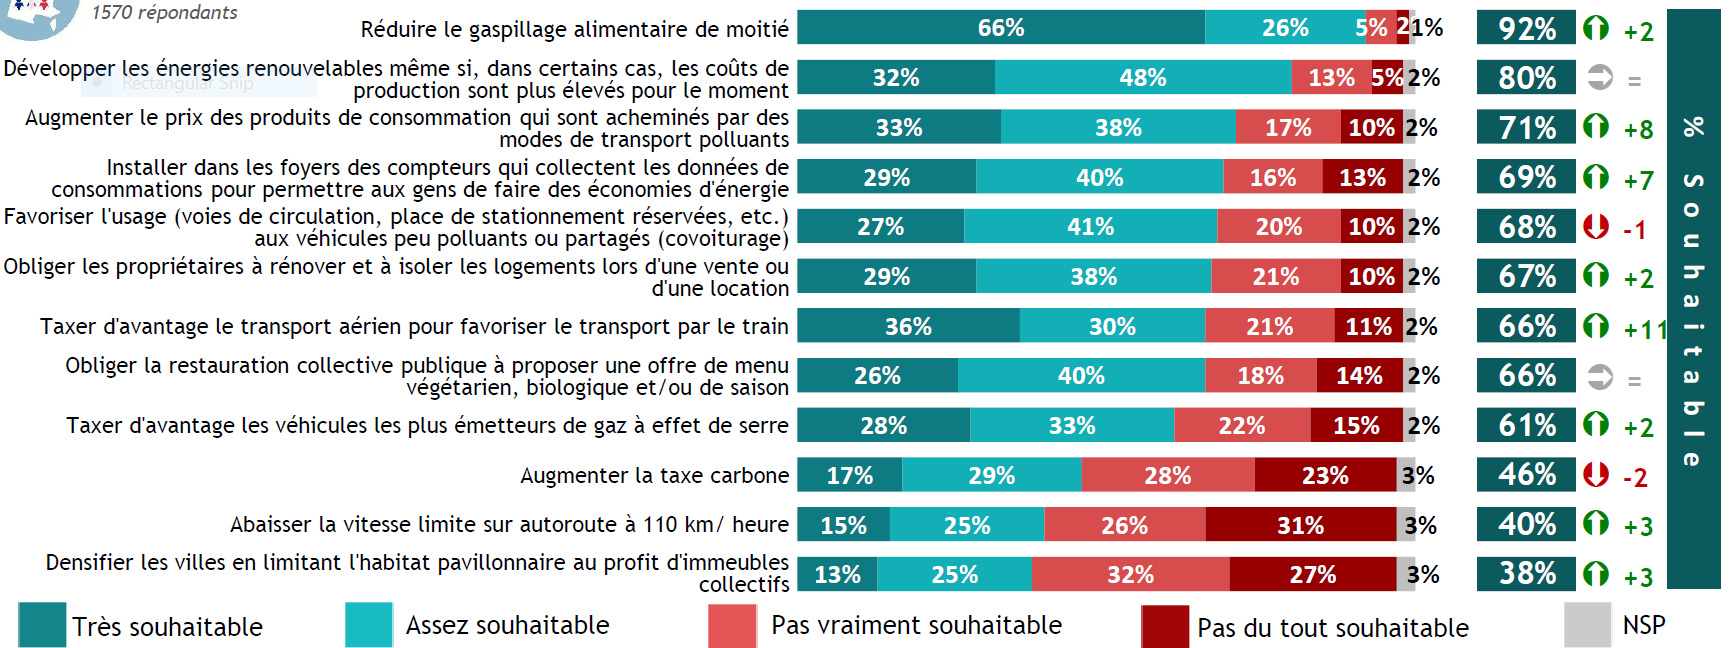 1570 répondants
Réduire le gaspillage alimentaire de moitié 66% 26% 5% 2 1% 92% +2
Développer les énergies renouvelables même si, dans certains cas, les coûts de
production sont plus élevés pour le moment 32% 48% 13% 5% 2% 80% =
Rectangular Snip
Augmenter le prix des produits de consommation qui sont acheminés par des
modes de transport polluants 33% 38% 17% 10% 2% 71% +8
Installer dans les foyers des compteurs qui collectent les données de
consommations pour permettre aux gens de faire des économies d'énergie 29% 40% 16% 13% 2% 69% +7
Favoriser l'usage (voies de circulation, place de stationnement réservées, etc.)
aux véhicules peu polluants ou partagés (covoiturage) 27% 41% 20% 10% 2% 68% -1
Obliger les propriétaires à rénover et à isoler les logements lors d'une vente ou
d'une location 29% 38% 21% 10% 2% 67% +2
Taxer d'avantage le transport aérien pour favoriser le transport par le train 36% 30% 21% 11% 2% 66% +11
Obliger la restauration collective publique à proposer une offre de menu
végétarien, biologique et/ou de saison 26% 40% 18% 14% 2% 66% =
Taxer d'avantage les véhicules les plus émetteurs de gaz à effet de serre 28% 33% 22% 15% 2% 61% +2
Augmenter la taxe carbone 17% 29% 28% 23% 3% 46% -2
Abaisser la vitesse limite sur autoroute à 110 km/ heure 15% 25% 26% 31% 3% 40% +3
Densifier les villes en limitant l'habitat pavillonnaire au profit d'immeubles
collectifs 13% 25% 32% 27% 3% 38% +3
% Souhaitable
Très souhaitable Assez souhaitable Pas vraiment souhaitable Pas du tout souhaitable NSP